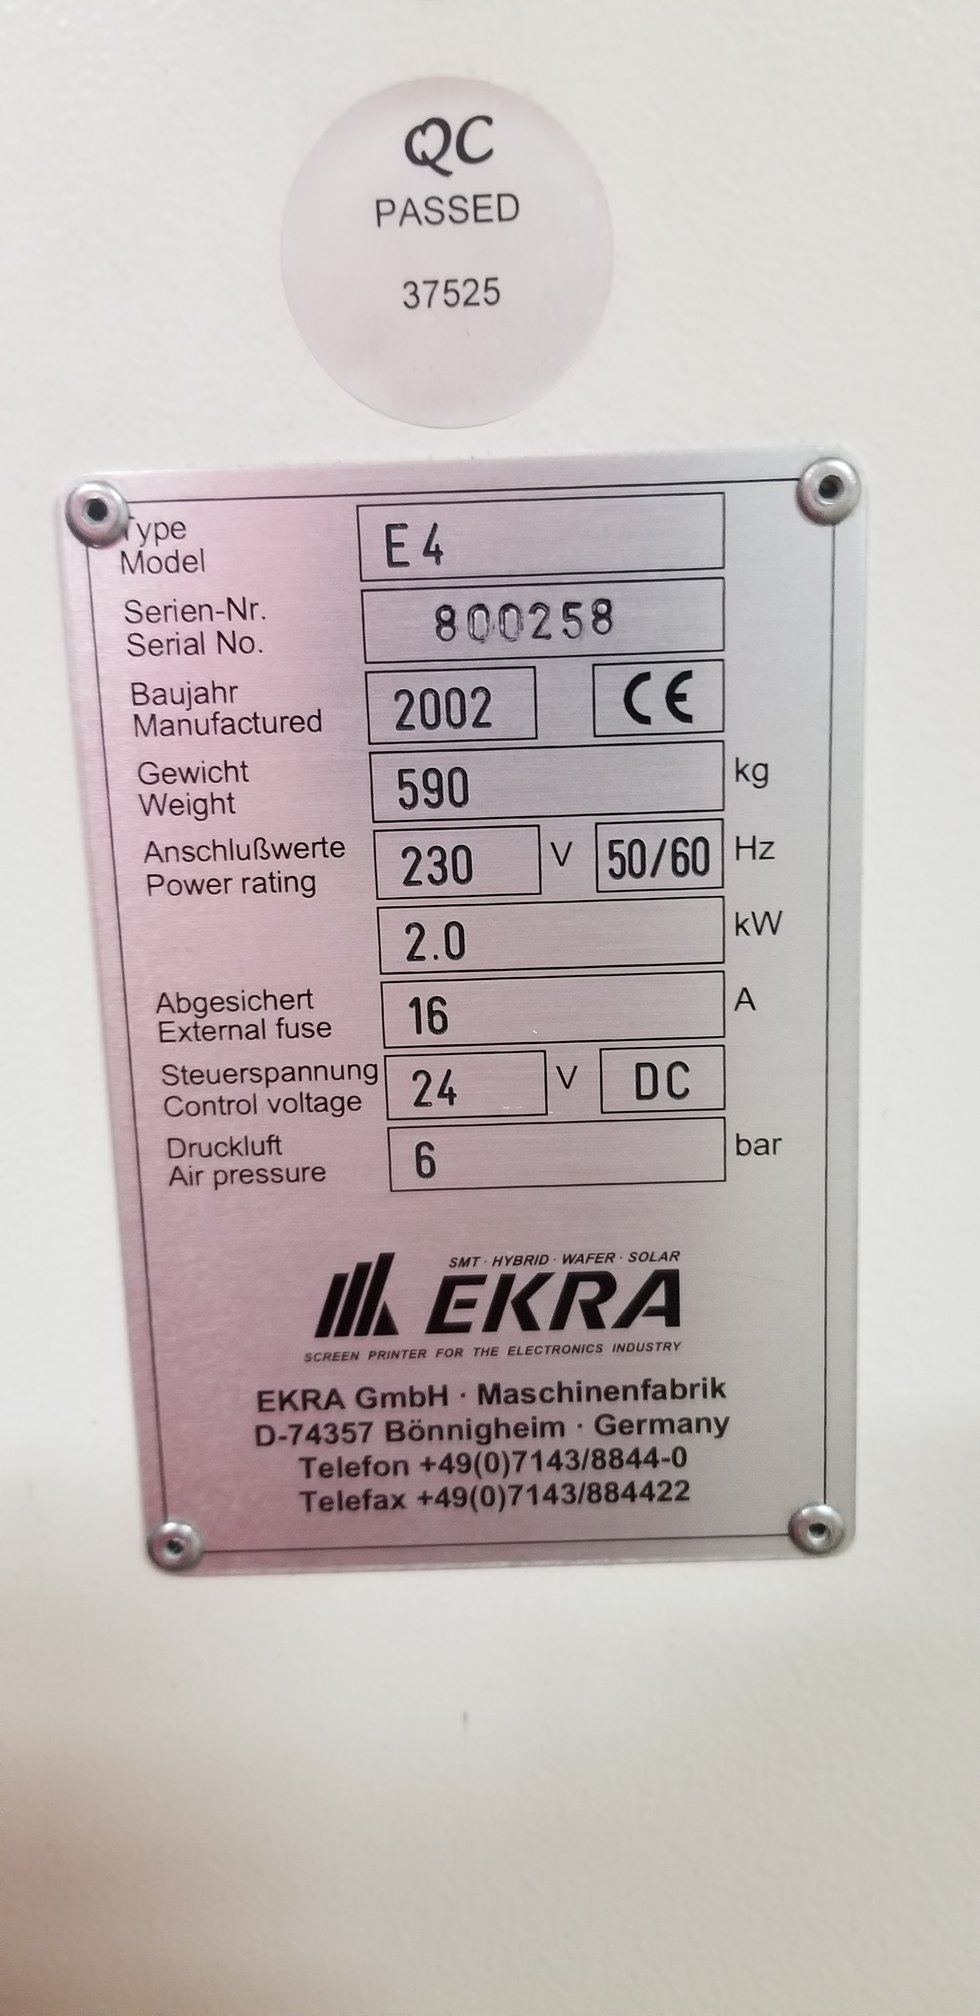 QC
PASSED
37525
Type
Model
E4
Serien-Nr.
Serial No.
800258
Baujahr
Manufactured
2002
CE
Gewicht
Weight
590
kg
Anschlußwerte
Power rating
230
V
50/60
Hz
2.0
kW
Abgesichert
External fuse
16
A
Steuerspannung
Control voltage
24
V
DC
Druckluft
Air pressure
6
bar
SMT · HYBRID · WAFER · SOLAR
EKRA
SCREEN PRINTER FOR THE ELECTRONICS INDUSTRY
EKRA GmbH · Maschinenfabrik
D-74357 Bönnigheim · Germany
Telefon +49(0)7143/8844-0
Telefax +49(0)7143/884422